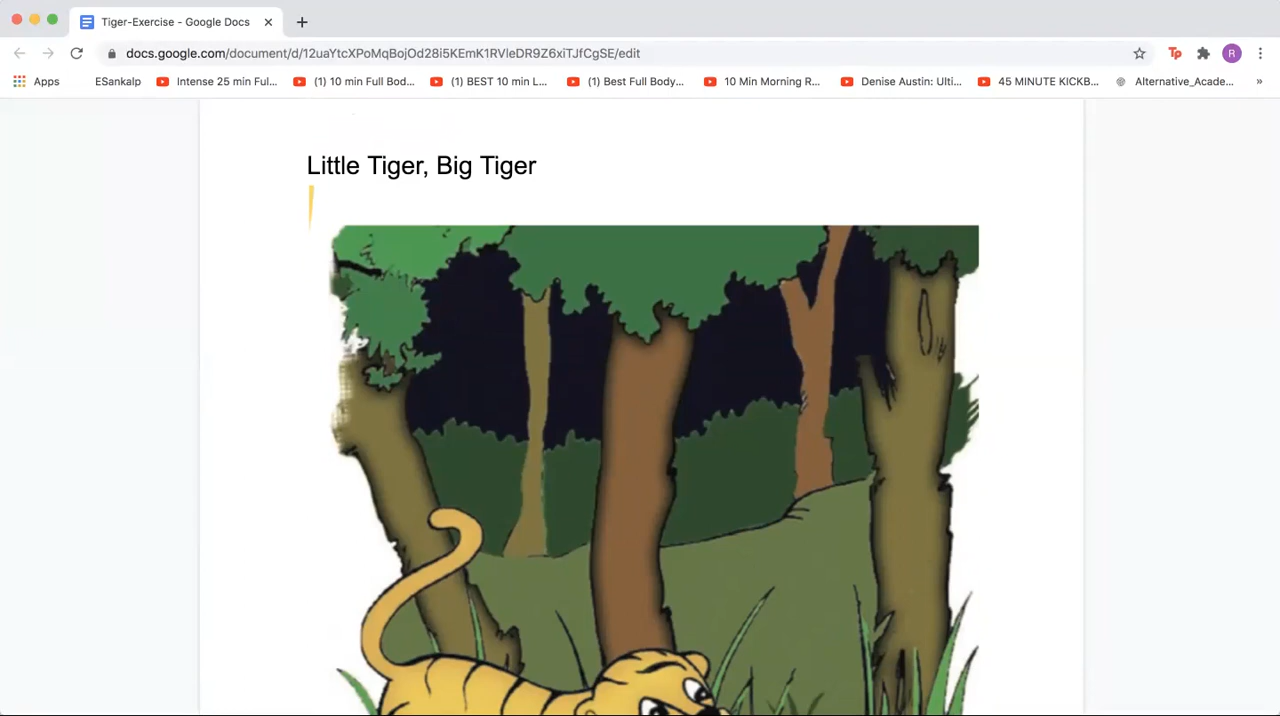 Tiger-Exercise - Google Docs
docs.google.com/document/d/12uaYtcXPoMqBojOd28i5KEmK1RVleDR9Z6xiTJfCgSE/edit
Tp
R
Apps
ESankalp
Intense 25 min Ful...
(1) 10 min Full Bod...
(1) BEST 10 min L...
(1) Best Full Body...
10 Min Morning R...
Denise Austin: Ulti...
45 MINUTE KICKB...
Alternative_Acade...
Little Tiger, Big Tiger